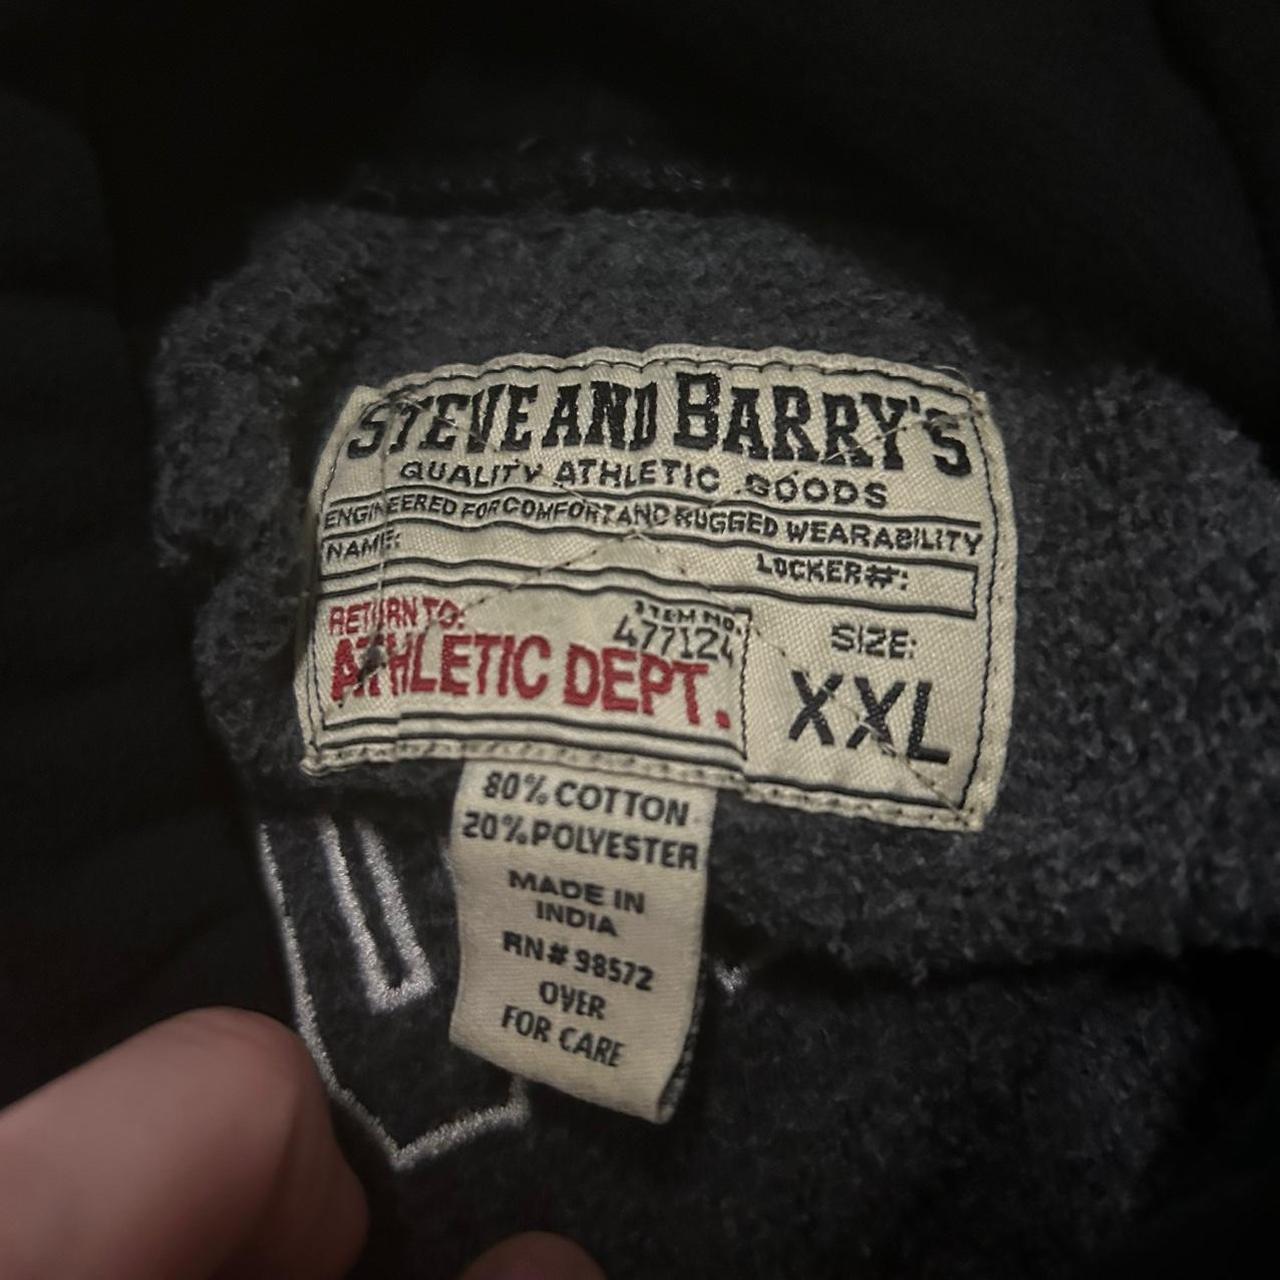 STEVE AND BARRY'S
QUALITY ATHLETIC GOODS
ENGINEERED FOR COMFORT AND RUGGED WEARABILITY
NAME:
LOCKER#:
RETURN TO:
ITEM NO.
477124
ATHLETIC DEPT.
SIZE:
XXL
80% COTTON
20% POLYESTER
MADE IN
INDIA
RN# 98572
OVER
FOR CARE